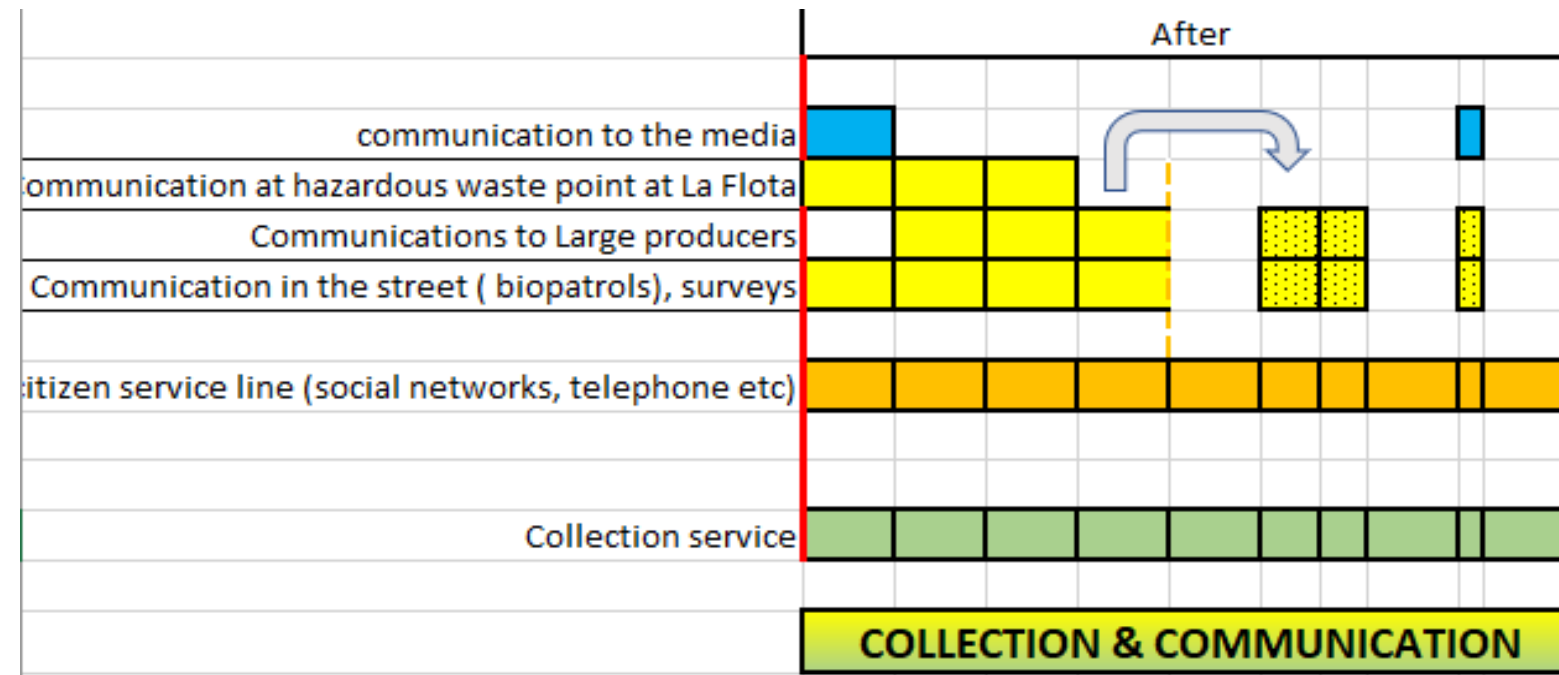 After
communication to the media
ommunication at hazardous waste point at La Flota
Communications to Large producers
Communication in the street ( biopatrols), surveys
itizen service line (social networks, telephone etc)
Collection service
COLLECTION & COMMUNICATION